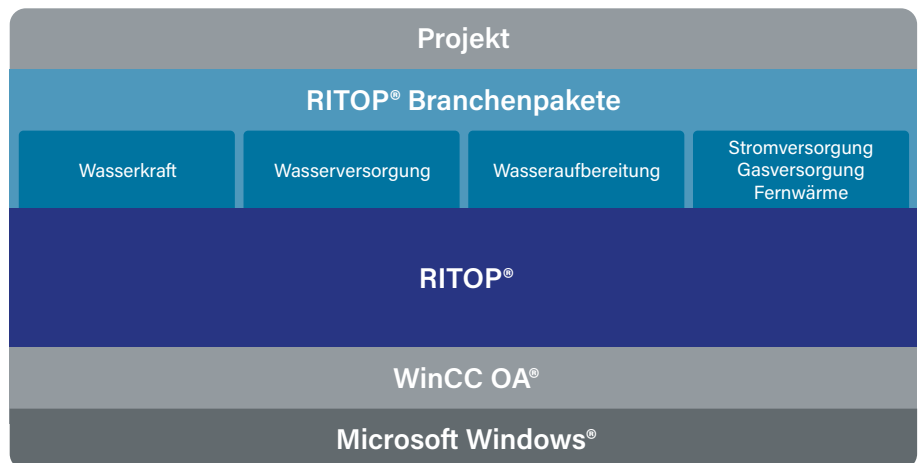 Projekt
RITOP® Branchenpakete
Wasserkraft
Wasserversorgung
Wasseraufbereitung
Stromversorgung
Gasversorgung
Fernwärme
RITOP®
WinCC OA®
Microsoft Windows®